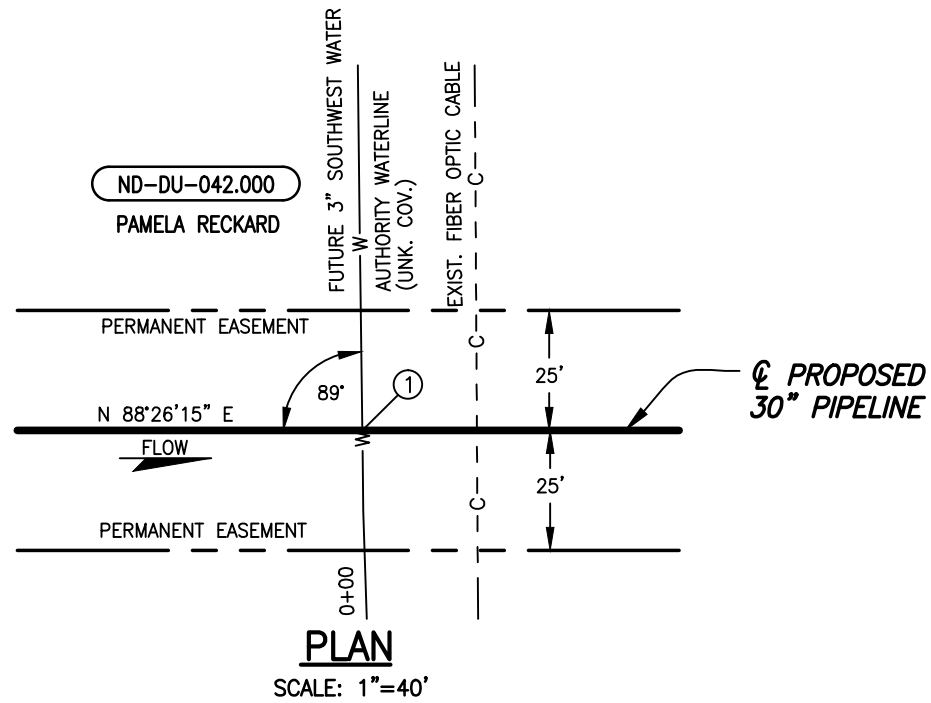 FUTURE 3" SOUTHWEST WATER
AUTHORITY WATERLINE
(UNK. COV.)
EXIST. FIBER OPTIC CABLE
W
C
ND-DU-042.000
PAMELA RECKARD
PERMANENT EASEMENT
C
25'
89°
1
℄ PROPOSED
30" PIPELINE
N 88°26'15" E
W
FLOW
25'
C
PERMANENT EASEMENT
0+00
PLAN
SCALE: 1"=40'